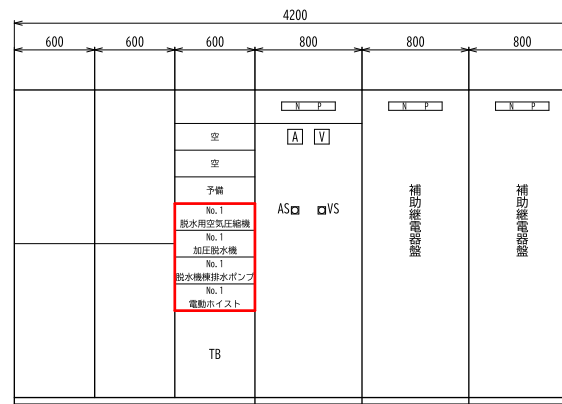 4200
600 600 600 800 800 800
N P N P N P
空 A V
空
予備
AS VS
No.1
脱水用空気圧縮機
No.1
加圧脱水機
No.1
脱水機棟排水ポンプ
No.1
電動ホイスト
補助継電器盤
補助継電器盤
TB